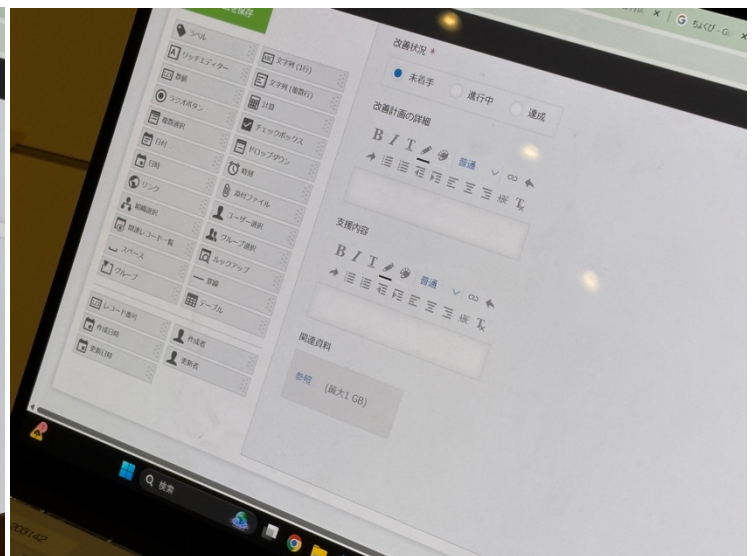 を保存
ラベル
文字列 (1行)
リッチエディター
文字列 (複数行)
数値
計算
ラジオボタン
チェックボックス
複数選択
ドロップダウン
日付
時刻
日時
添付ファイル
リンク
ユーザー選択
組織選択
グループ選択
関連レコード一覧
ルックアップ
スペース
罫線
グループ
テーブル
レコード番号
作成者
作成日時
更新者
更新日時
改善状況 *
未着手 進行中 達成
改善計画の詳細
B I T 普通
支援内容
B I T 普通
関連資料
参照 (最大1 GB)
ちょくび - G
検索
003142